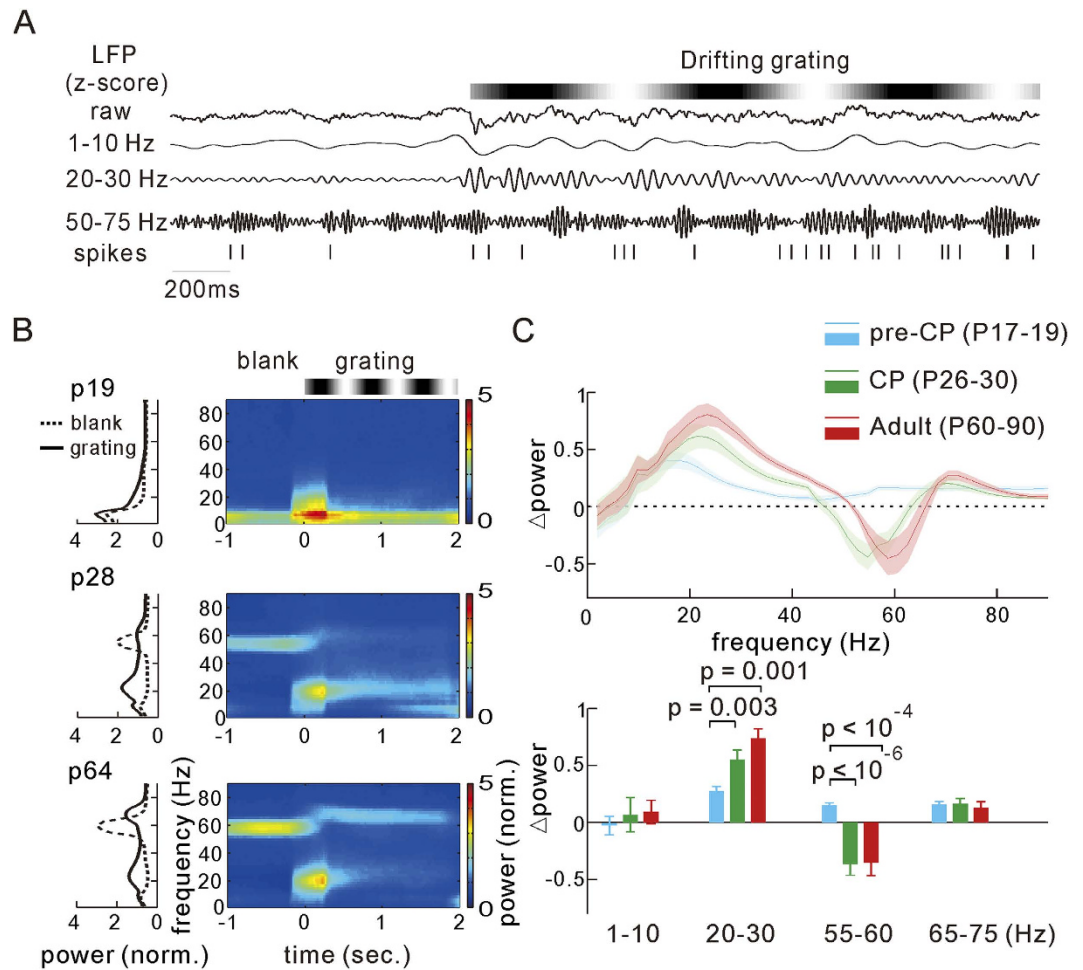 A
LFP
(z-score)
raw
Drifting grating
1-10 Hz
20-30 Hz
50-75 Hz
spikes
200ms
B
blank grating
p19
blank
grating
80
60
40
20
0
5
0
4 2 0
-1 0 1 2
p28
80
60
40
20
0
5
0
4 2 0
-1 0 1 2
p64
frequency (Hz)
80
60
40
20
0
5
0
power (norm.)
4 2 0
-1 0 1 2
power (norm.)
time (sec.)
C
pre-CP (P17-19)
CP (P26-30)
Adult (P60-90)
△power
1
0.5
0
-0.5
0 20 40 60 80
frequency (Hz)
p = 0.001
p = 0.003
p < 10-4
p < 10-6
△power
1
0.5
0
-0.5
1-10 20-30 55-60 65-75 (Hz)